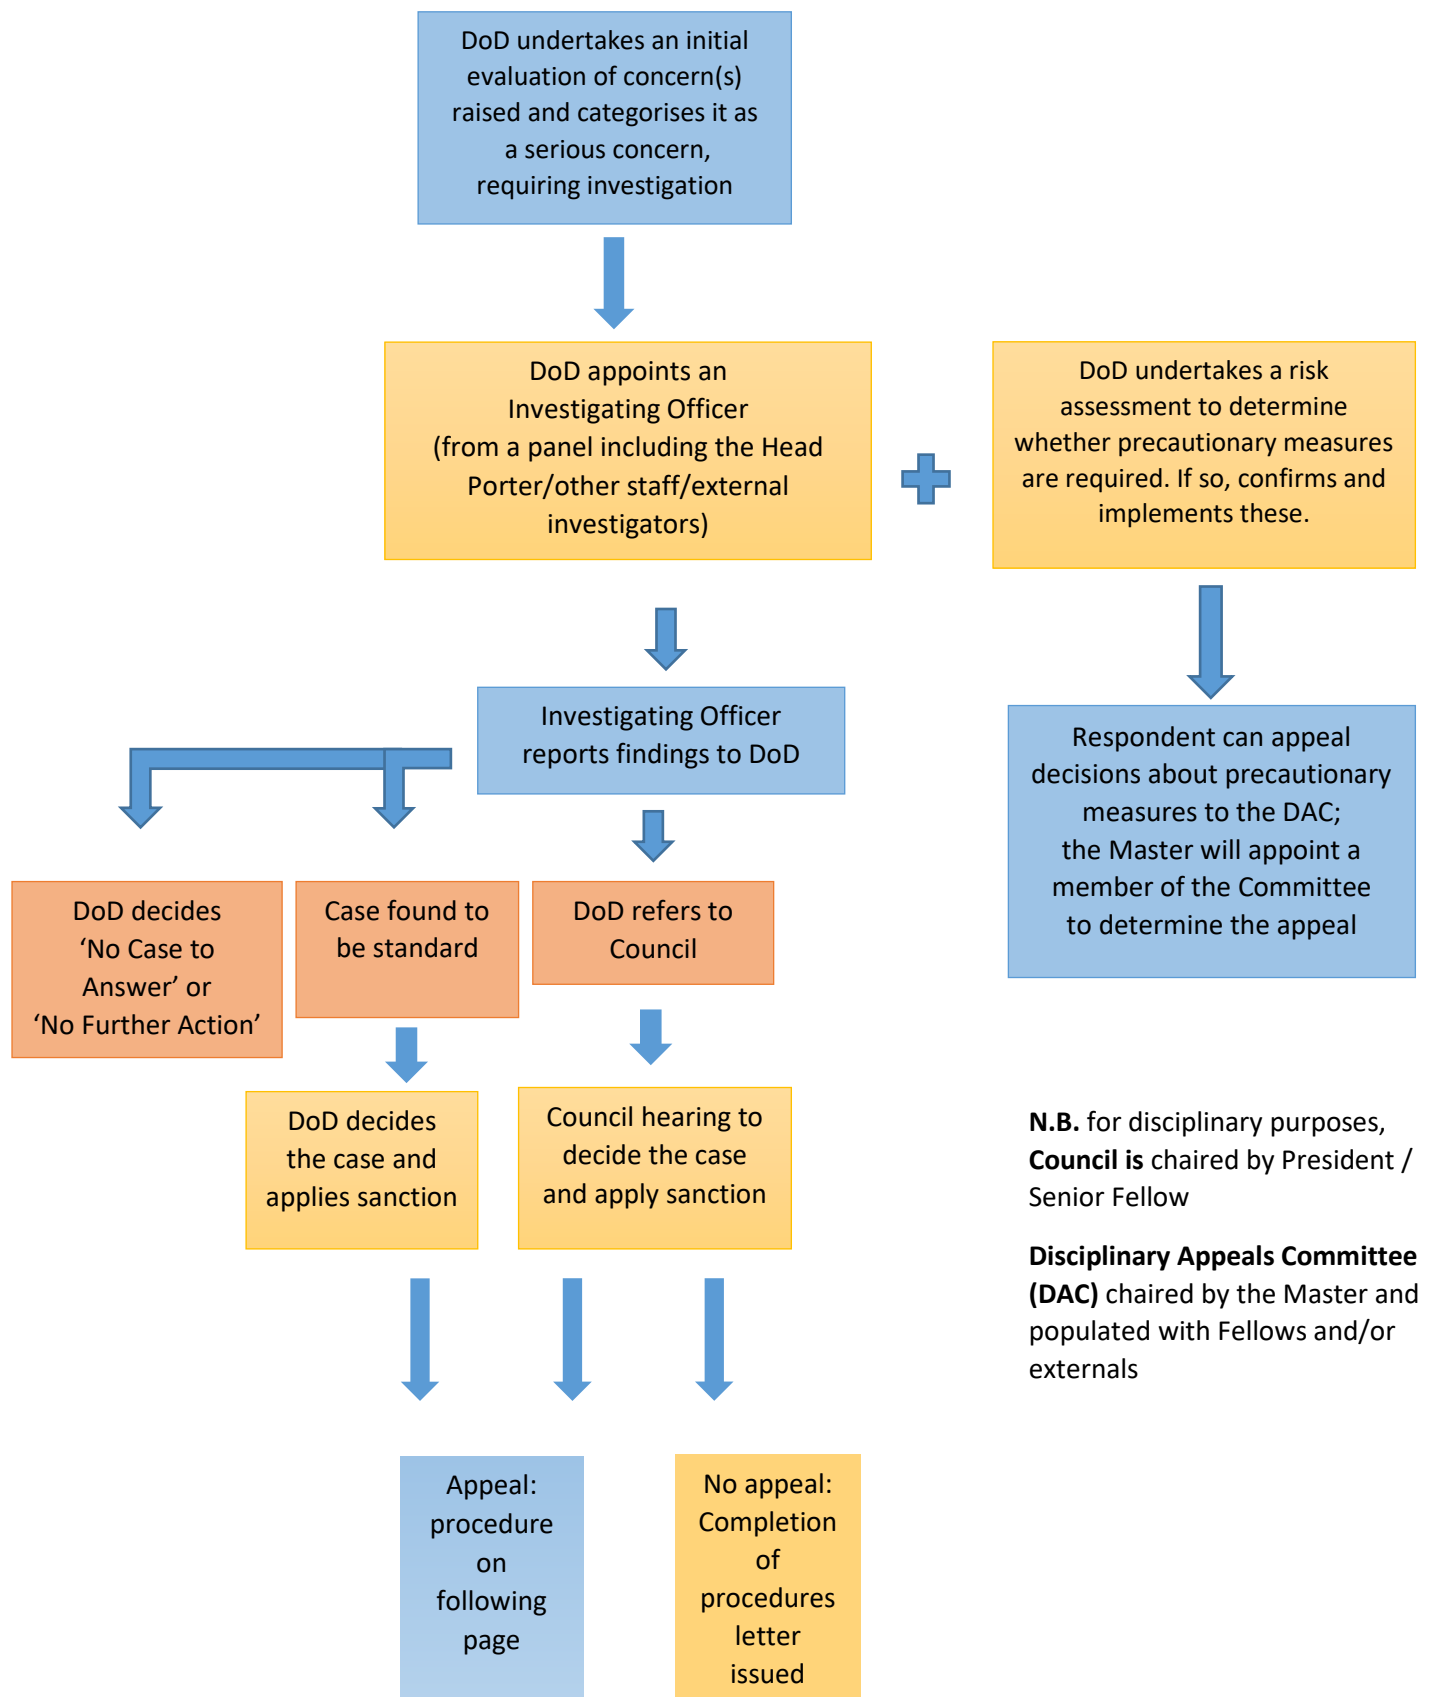 DoD undertakes an initial
evaluation of concern(s)
raised and categorises it as
a serious concern,
requiring investigation
DoD appoints an
Investigating Officer
(from a panel including the Head
Porter/other staff/external
investigators)
DoD undertakes a risk
assessment to determine
whether precautionary measures
are required. If so, confirms and
implements these.
Investigating Officer
reports findings to DoD
Respondent can appeal
decisions about precautionary
measures to the DAC;
the Master will appoint a
member of the Committee
to determine the appeal
DoD decides
‘No Case to
Answer’ or
‘No Further Action’
Case found to
be standard
DoD refers to
Council
DoD decides
the case and
applies sanction
Council hearing to
decide the case
and apply sanction
N.B. for disciplinary purposes,
Council is chaired by President /
Senior Fellow
Disciplinary Appeals Committee
(DAC) chaired by the Master and
populated with Fellows and/or
externals
Appeal:
procedure
on
following
page
No appeal:
Completion
of
procedures
letter
issued